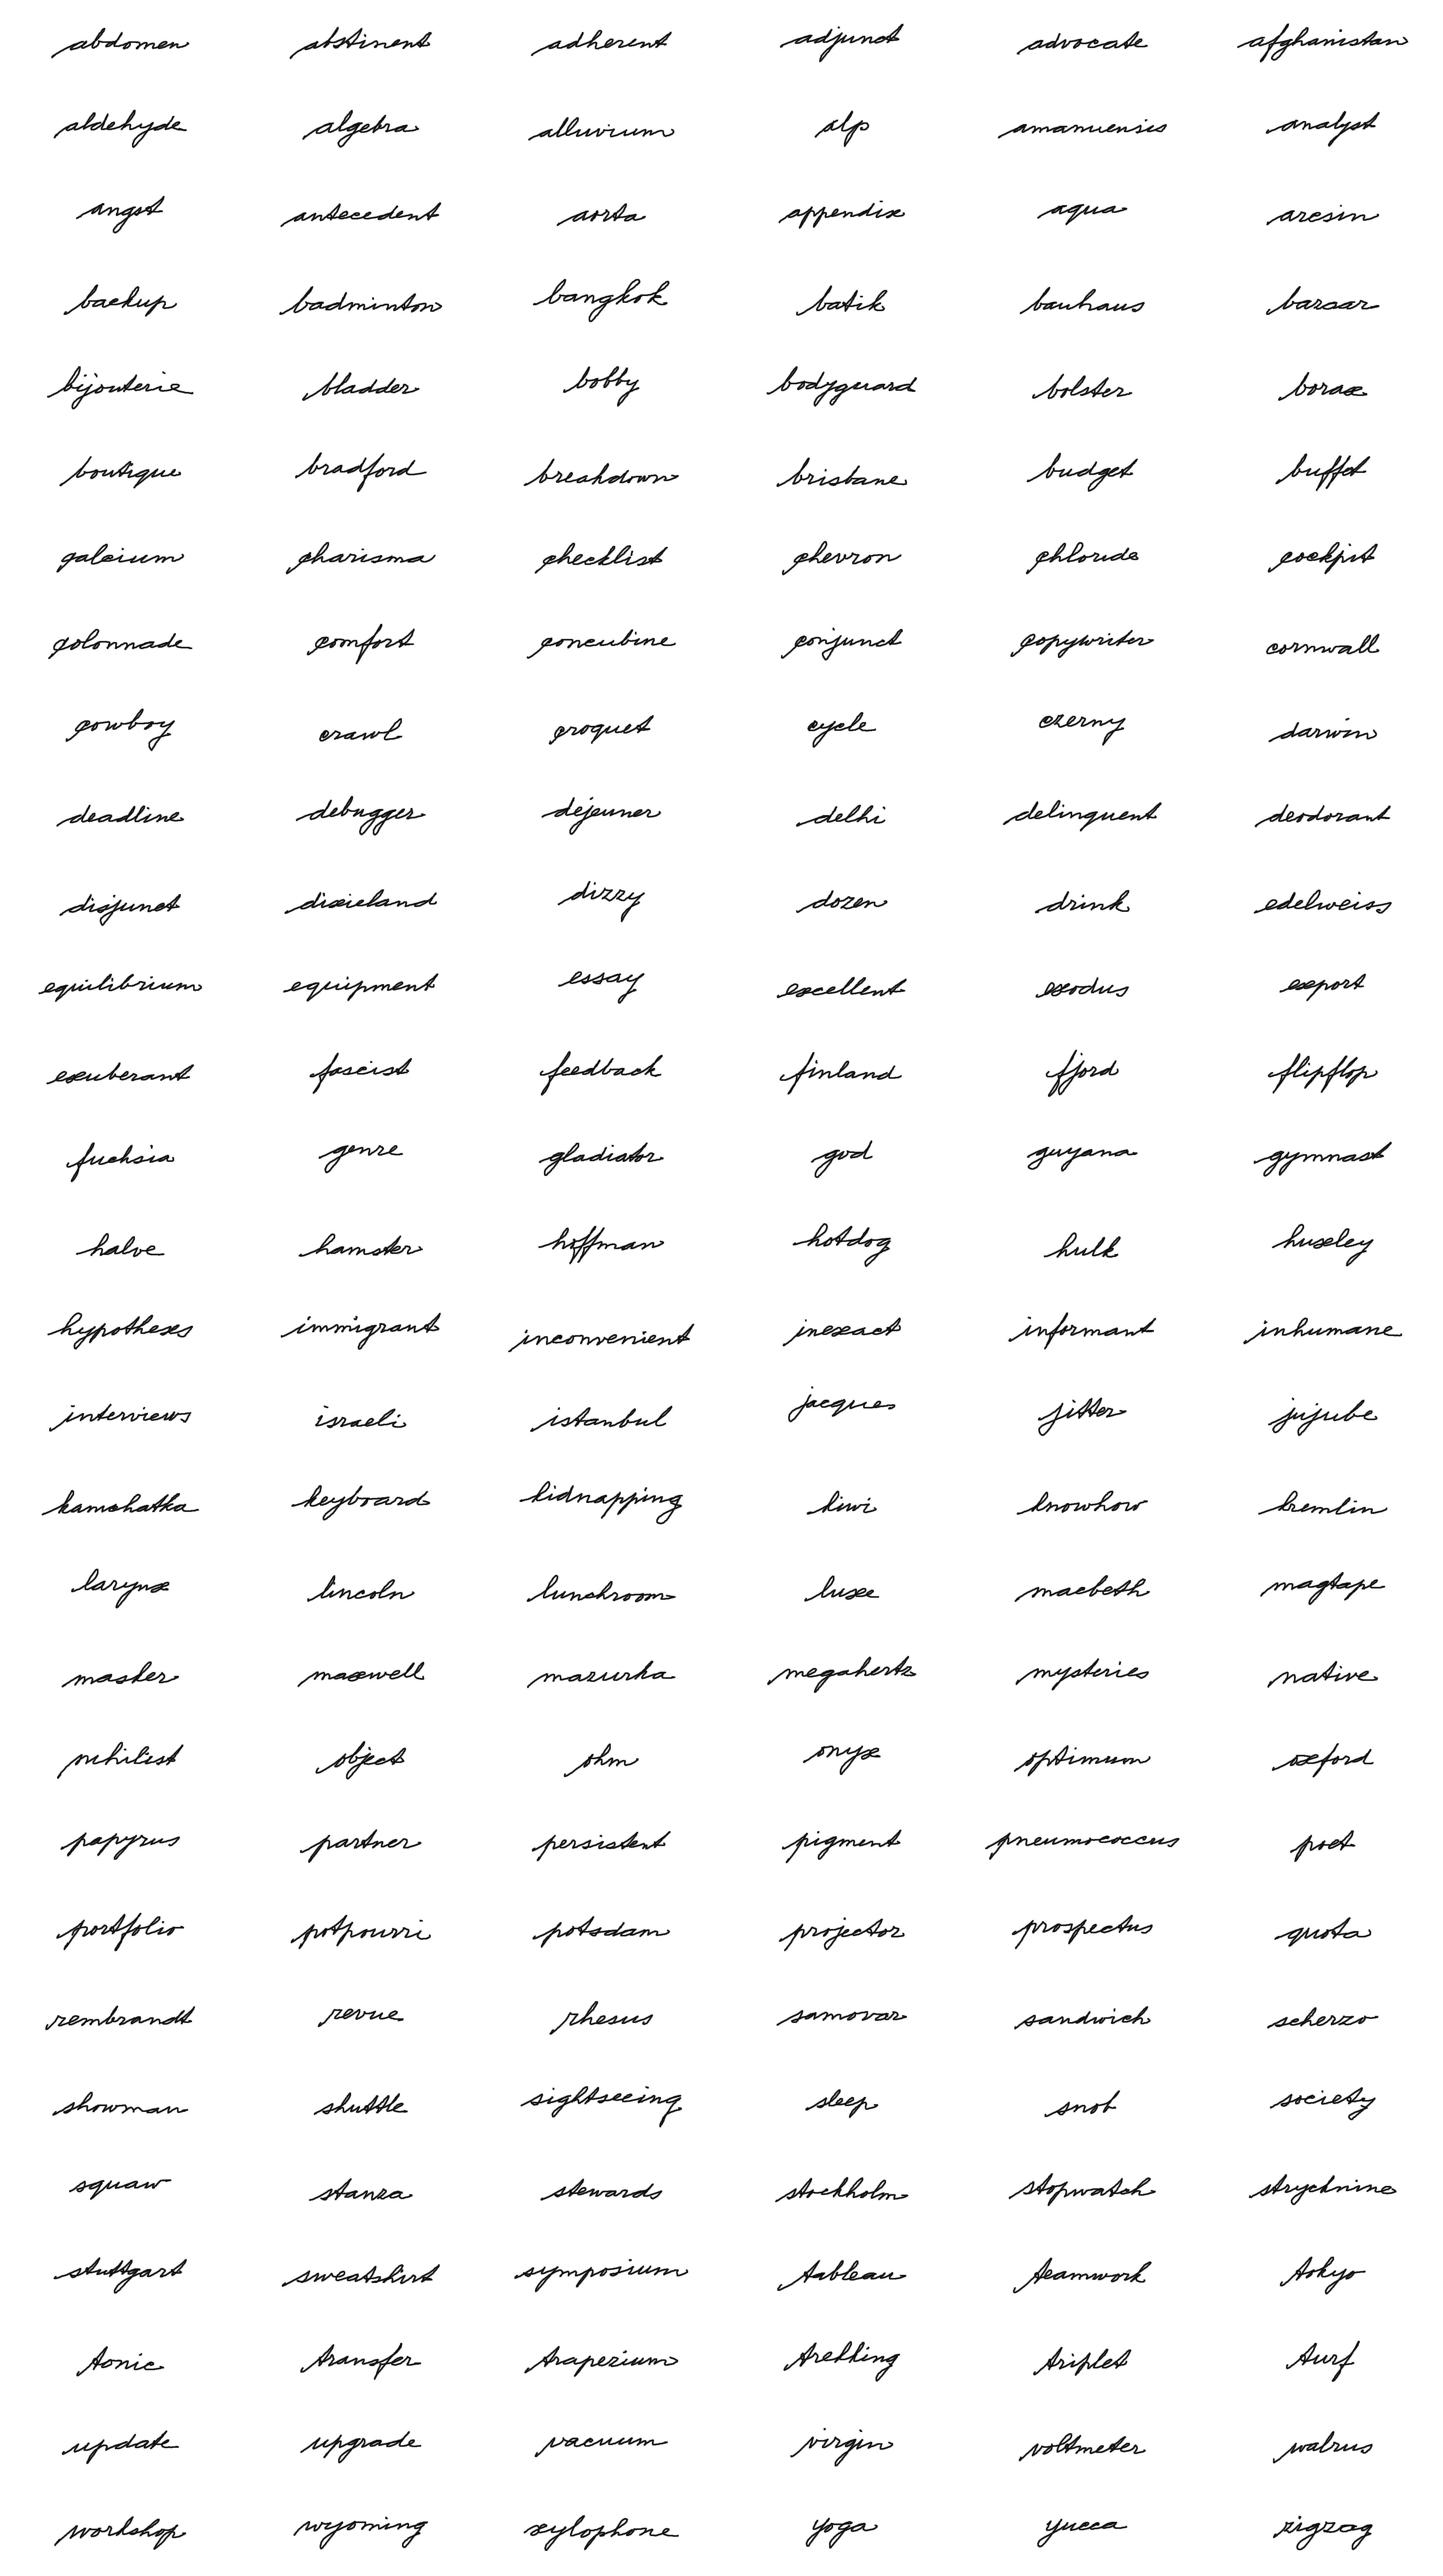 abdomen abstinent adherent adjunct advocate afghanistan
aldehyde algebra alluvium alp amanuensis analyst
angst antecedent aorta appendix aqua aresin
backup badminton bangkok batik bauhaus bazaar
bijouterie bladder bobby bodyguard bolster borax
boutique bradford breakdown brisbane budget buffet
calcium charisma checklist chevron chloride cockpit
colonnade comfort concubine conjunct copywriter cornwall
cowboy crawl croquet cycle czerny darwin
deadline debugger dejeuner delhi delinquent deodorant
disjunct dixieland dizzy dozen drink edelweiss
equilibrium equipment essay excellent exodus export
exuberant fascist feedback finland fjord flipflop
fuchsia genre gladiator god guyana gymnast
halve hamster hoffman hotdog hulk huxley
hypotheses immigrant inconvenient inexact informant inhumane
interviews israeli istanbul jacques jitter jujube
kamchatka keyboard kidnapping kiwi knowhow kremlin
larynx lincoln lunchroom luxe macbeth magtape
master maxwell mazurka megahertz mysteries native
nihilist object ohm onyx optimum oxford
papyrus partner persistent pigment pneumococcus poet
portfolio potpourri potsdam projector prospectus quota
rembrandt revue rhesus samovar sandwich scherzo
showman shuttle sightseeing sleep snob society
squaw stanza stewards stockholm stopwatch strychnine
stuttgart sweatshirt symposium tableau teamwork tokyo
tonic transfer trapezium trekking triplet turf
update upgrade vacuum virgin voltmeter walrus
workshop wyoming xylophone yoga yucca zigzag